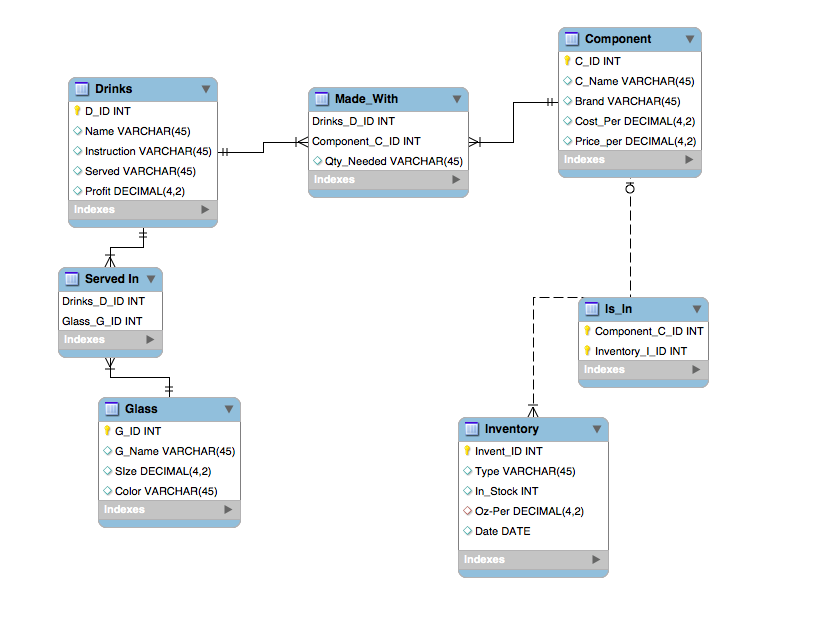 Component
C_ID INT
C_Name VARCHAR(45)
Brand VARCHAR(45)
Cost_Per DECIMAL(4,2)
Price_per DECIMAL(4,2)
Indexes
Drinks
D_ID INT
Name VARCHAR(45)
Instruction VARCHAR(45)
Served VARCHAR(45)
Profit DECIMAL(4,2)
Indexes
Made_With
Drinks_D_ID INT
Component_C_ID INT
Qty_Needed VARCHAR(45)
Indexes
Served In
Drinks_D_ID INT
Glass_G_ID INT
Indexes
Is_In
Component_C_ID INT
Inventory_I_ID INT
Indexes
Glass
G_ID INT
G_Name VARCHAR(45)
SIze DECIMAL(4,2)
Color VARCHAR(45)
Indexes
Inventory
Invent_ID INT
Type VARCHAR(45)
In_Stock INT
Oz-Per DECIMAL(4,2)
Date DATE
Indexes